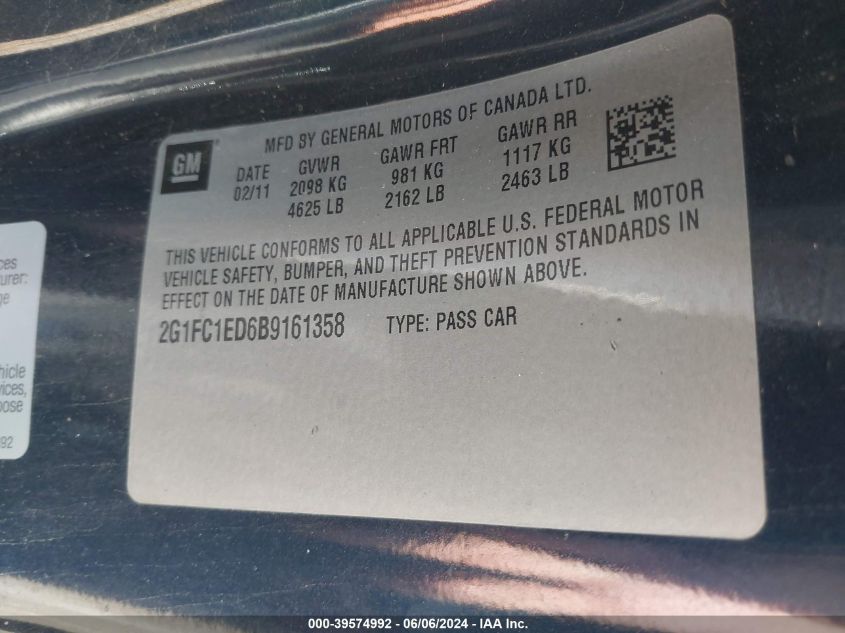 MFD BY GENERAL MOTORS OF CANADA LTD.
GM
DATE GVWR GAWR FRT GAWR RR
02/11 2098 KG 981 KG 1117 KG
4625 LB 2162 LB 2463 LB
THIS VEHICLE CONFORMS TO ALL APPLICABLE U.S. FEDERAL MOTOR
VEHICLE SAFETY, BUMPER, AND THEFT PREVENTION STANDARDS IN
EFFECT ON THE DATE OF MANUFACTURE SHOWN ABOVE.
2G1FC1ED6B9161358 TYPE: PASS CAR
000-39574992 - 06/06/2024 - IAA Inc.